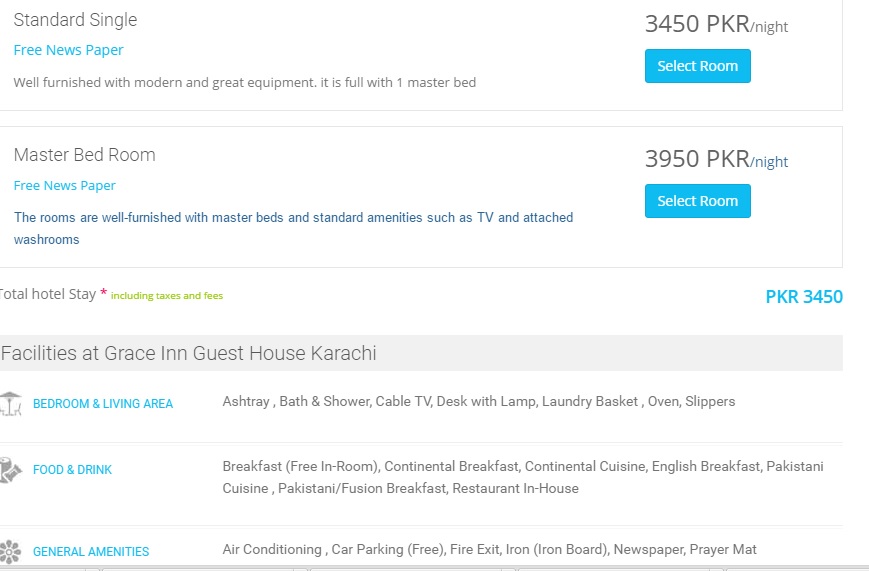 Standard Single
3450 PKR/night
Free News Paper
Select Room
Well furnished with modern and great equipment. it is full with 1 master bed
Master Bed Room
3950 PKR/night
Free News Paper
Select Room
The rooms are well-furnished with master beds and standard amenities such as TV and attached
washrooms
Total hotel Stay * including taxes and fees
PKR 3450
Facilities at Grace Inn Guest House Karachi
BEDROOM & LIVING AREA
Ashtray , Bath & Shower, Cable TV, Desk with Lamp, Laundry Basket , Oven, Slippers
FOOD & DRINK
Breakfast (Free In-Room), Continental Breakfast, Continental Cuisine, English Breakfast, Pakistani
Cuisine , Pakistani/Fusion Breakfast, Restaurant In-House
GENERAL AMENITIES
Air Conditioning , Car Parking (Free), Fire Exit, Iron (Iron Board), Newspaper, Prayer Mat